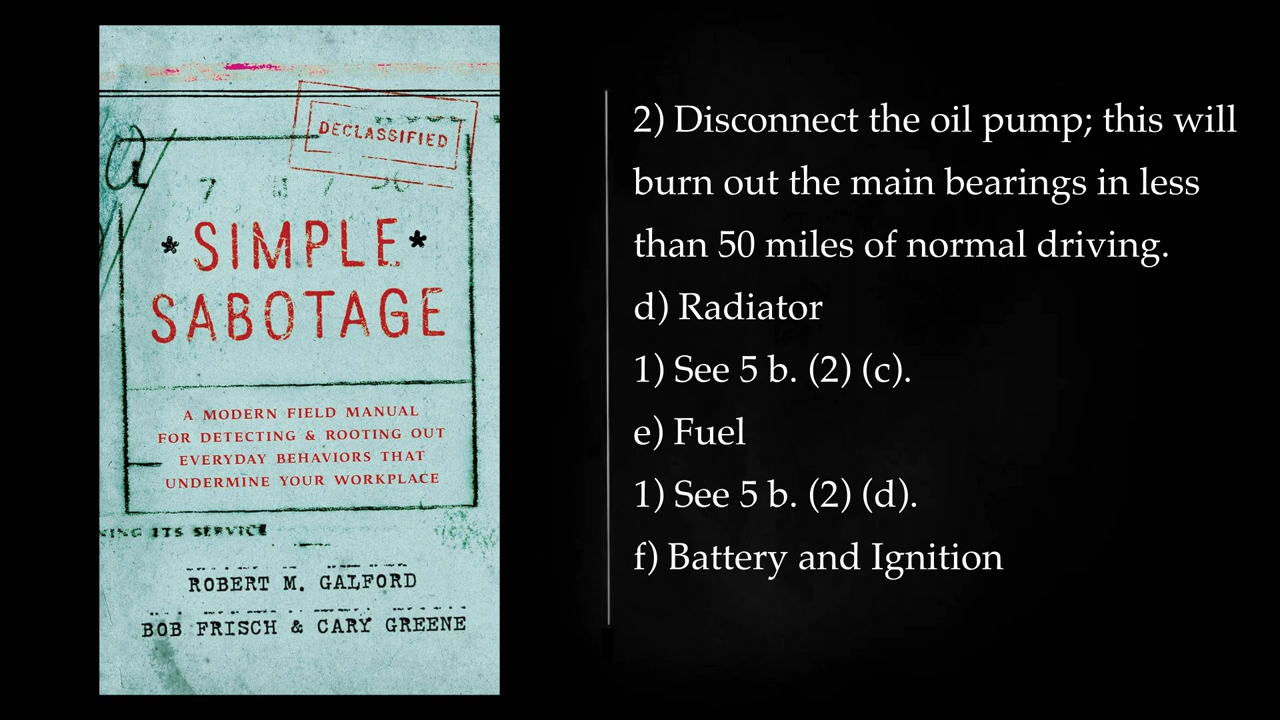 DECLASSIFIED
* SIMPLE *
SABOTAGE
A MODERN FIELD MANUAL
FOR DETECTING & ROOTING OUT
EVERYDAY BEHAVIORS THAT
UNDERMINE YOUR WORKPLACE
ITS SERVICE
ROBERT M. GALFORD
BOB FRISCH & CARY GREENE
2) Disconnect the oil pump; this will
burn out the main bearings in less
than 50 miles of normal driving.
d) Radiator
1) See 5 b. (2) (c).
e) Fuel
1) See 5 b. (2) (d).
f) Battery and Ignition